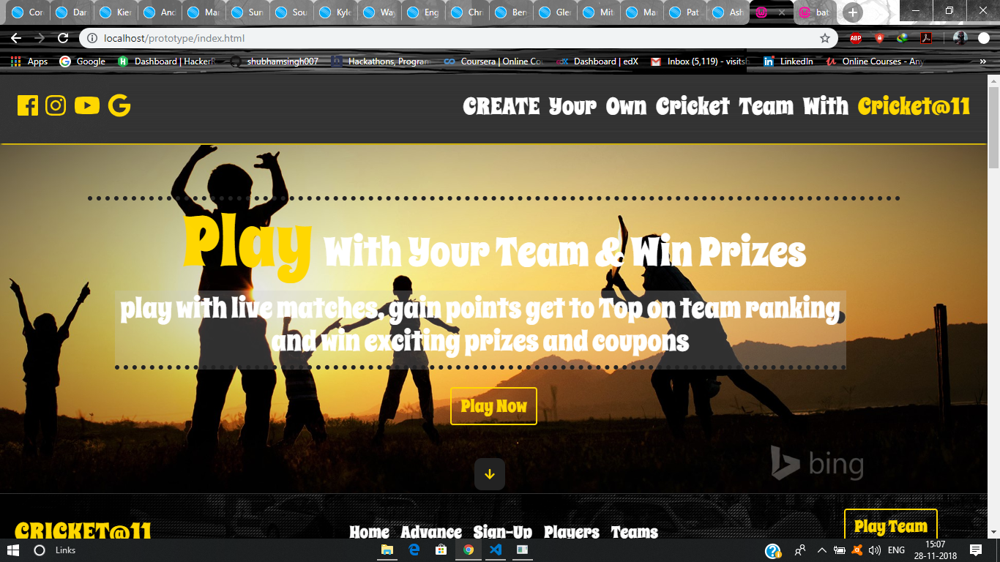 Cor Dar Kier And Mar Sun Sou Kyle Way Eng Chri Ben Gle Mit Mar Pat Ash bat
localhost/prototype/index.html
ABP
Apps Google Dashboard | HackerR shubhamsingh007 Hackathons, Program Coursera | Online Co Dashboard | edX Inbox (5,119) - visitsh LinkedIn Online Courses - Any »
CREATE Your Own Cricket Team With Cricket@11
Play With Your Team & Win Prizes
play with live matches, gain points get to Top on team ranking
and win exciting prizes and coupons
Play Now
bing
CRICKET@11 Home Advance Sign-Up Players Teams Play Team
Links ENG 15:07
28-11-2018